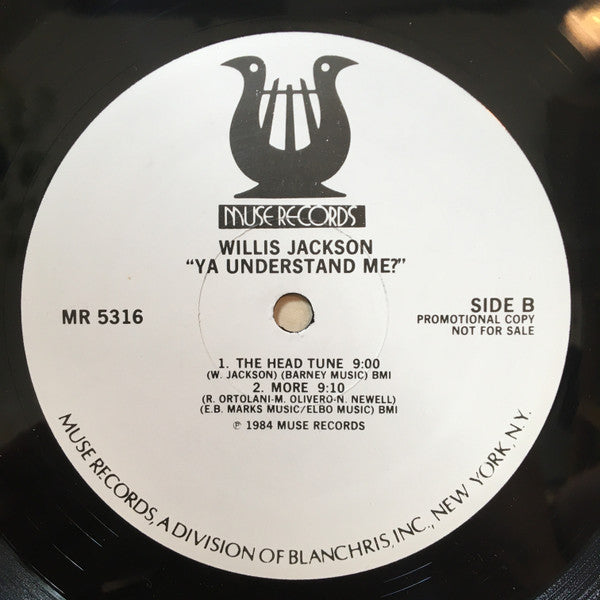 MUSE RECORDS
WILLIS JACKSON
"YA UNDERSTAND ME?"
MR 5316
SIDE B
PROMOTIONAL COPY
NOT FOR SALE
1. THE HEAD TUNE 9:00
(W. JACKSON) (BARNEY MUSIC) BMI
2. MORE 9:10
(R. ORTOLANI-M. OLIVERO-N. NEWELL)
(E.B. MARKS MUSIC/ELBO MUSIC) BMI
℗ 1984 MUSE RECORDS
MUSE RECORDS, A DIVISION OF BLANCHRIS, INC., NEW YORK, N.Y.